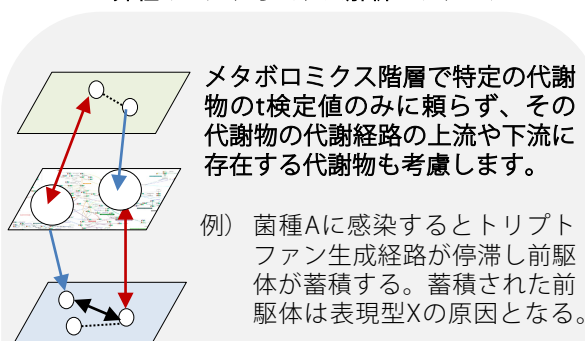 メタボロミクス階層で特定の代謝
物のt検定値のみに頼らず、その
代謝物の代謝経路の上流や下流に
存在する代謝物も考慮します。
例） 菌種Aに感染するとトリプト
ファン生成経路が停滞し前駆
体が蓄積する。蓄積された前
駆体は表現型Xの原因となる。